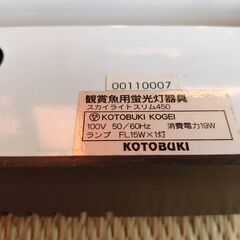 00110007
観賞魚用蛍光灯器具
スカイライトスリム450
KOTOBUKI KOGEI
100V 50/60Hz 消費電力19W
ランプ FL15W×1灯
KOTOBUKI